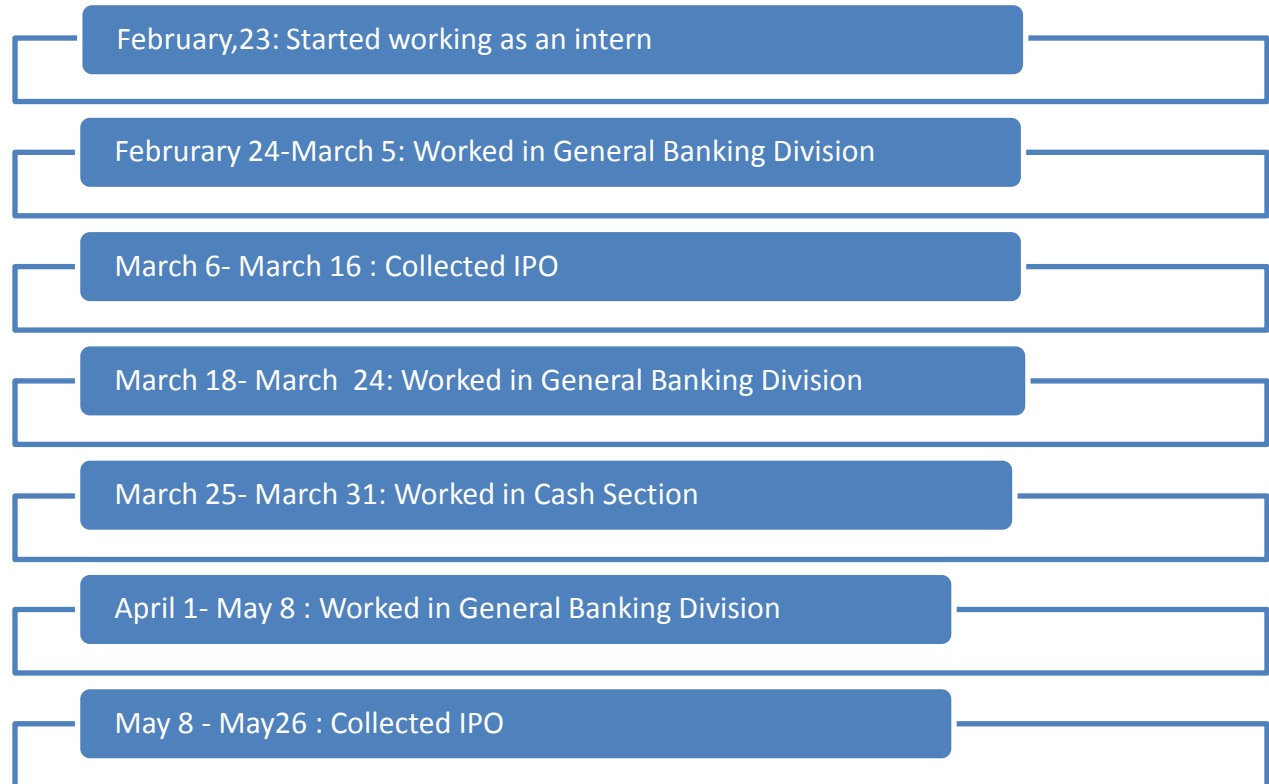 February,23: Started working as an intern
Februrary 24-March 5: Worked in General Banking Division
March 6- March 16 : Collected IPO
March 18- March  24: Worked in General Banking Division
March 25- March 31: Worked in Cash Section
April 1- May 8 : Worked in General Banking Division
May 8 - May26 : Collected IPO